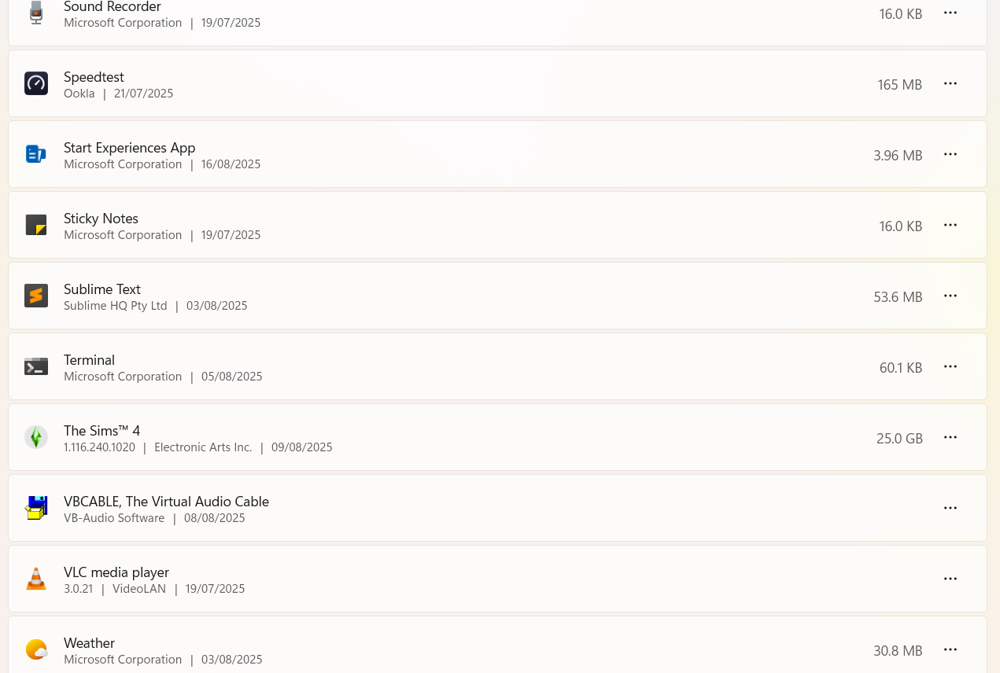 Sound Recorder
Microsoft Corporation | 19/07/2025
16.0 KB
Speedtest
Ookla | 21/07/2025
165 MB
Start Experiences App
Microsoft Corporation | 16/08/2025
3.96 MB
Sticky Notes
Microsoft Corporation | 19/07/2025
16.0 KB
Sublime Text
Sublime HQ Pty Ltd | 03/08/2025
53.6 MB
Terminal
Microsoft Corporation | 05/08/2025
60.1 KB
The Sims™ 4
1.116.240.1020 | Electronic Arts Inc. | 09/08/2025
25.0 GB
VBCABLE, The Virtual Audio Cable
VB-Audio Software | 08/08/2025
VLC media player
3.0.21 | VideoLAN | 19/07/2025
Weather
Microsoft Corporation | 03/08/2025
30.8 MB